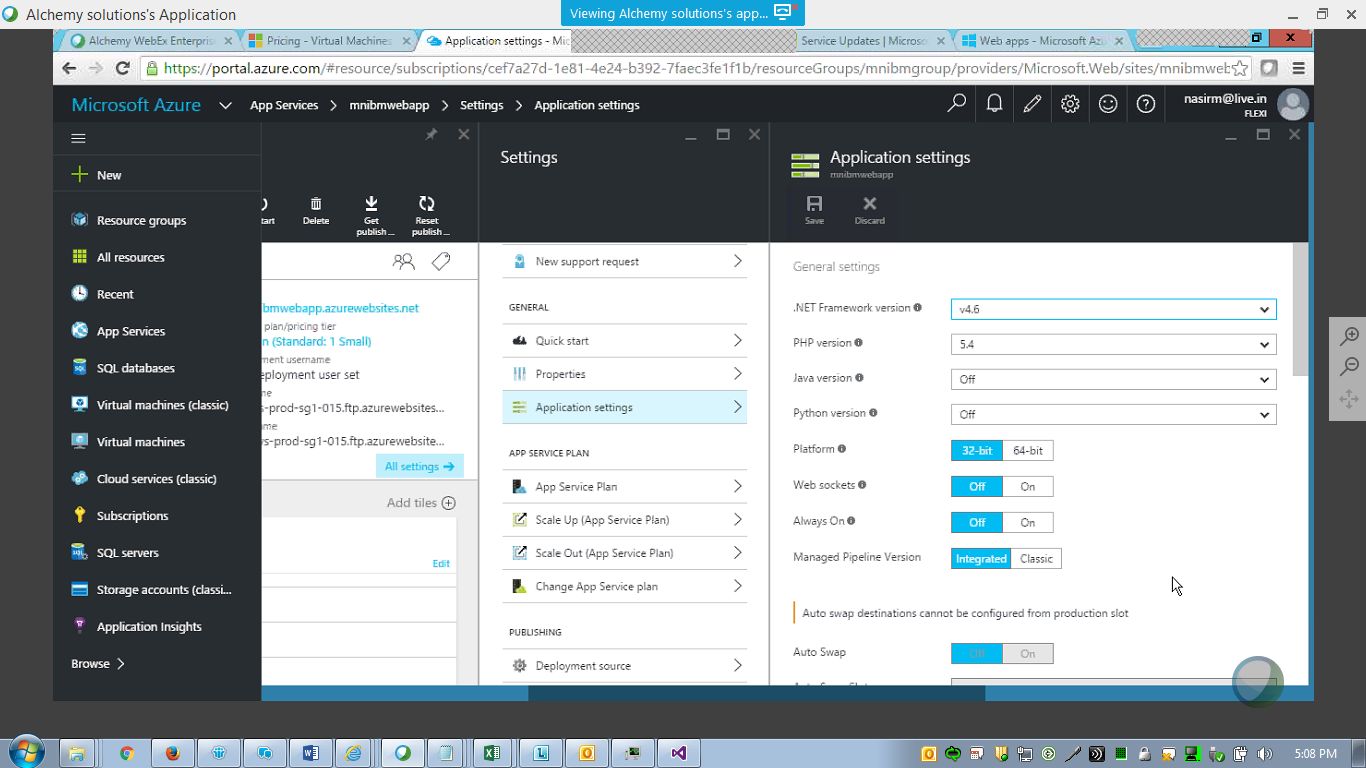 Alchemy solutions's Application
Viewing Alchemy solutions's app...
Alchemy WebEx Enterpris
Pricing - Virtual Machines
Application settings - Mic
Service Updates | Microso
Web apps - Microsoft Azu
https://portal.azure.com/#resource/subscriptions/cef7a27d-1e81-4e24-b392-7faec3fe1f1b/resourceGroups/mnibmgroup/providers/Microsoft.Web/sites/mnibmweb
Microsoft Azure
App Services > mnibmwebapp > Settings > Application settings
nasirm@live.in
FLEXI
New
Resource groups
All resources
Recent
App Services
SQL databases
Virtual machines (classic)
Virtual machines
Cloud services (classic)
Subscriptions
SQL servers
Storage accounts (classi...
Application Insights
Browse >
tart
Delete
Get
publish ...
Reset
publish ...
bmwebapp.azurewebsites.net
plan/pricing tier
n (Standard: 1 Small)
ment username
eployment user set
me
s-prod-sg1-015.ftp.azurewebsites...
me
vs-prod-sg1-015.ftp.azurewebsite...
All settings →
Add tiles
Edit
Settings
New support request
GENERAL
Quick start
Properties
Application settings
APP SERVICE PLAN
App Service Plan
Scale Up (App Service Plan)
Scale Out (App Service Plan)
Change App Service plan
PUBLISHING
Deployment source
Application settings
mnibmwebapp
Save
Discard
General settings
.NET Framework version
v4.6
PHP version
5.4
Java version
Off
Python version
Off
Platform
32-bit 64-bit
Web sockets
Off On
Always On
Off On
Managed Pipeline Version
Integrated Classic
Auto swap destinations cannot be configured from production slot
Auto Swap
Off On
5:08 PM